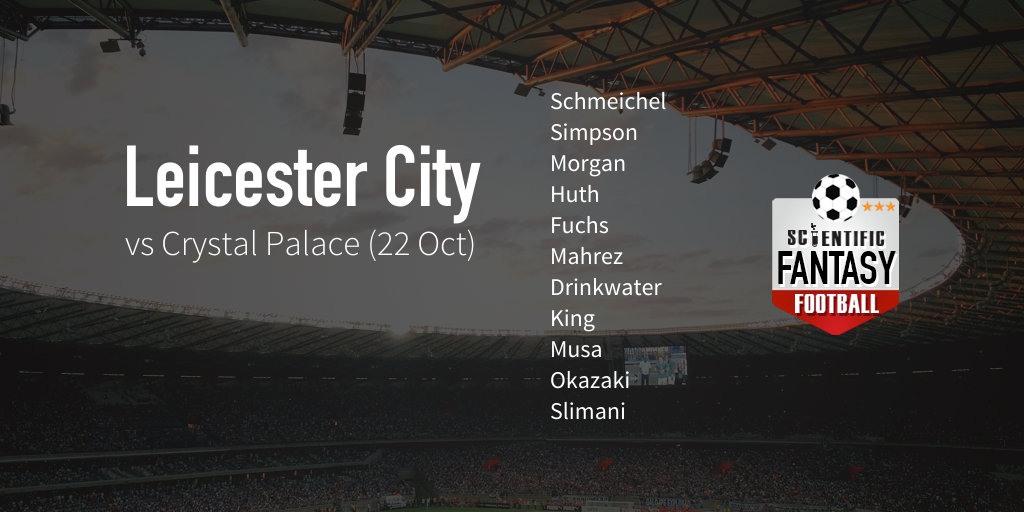 Leicester City
vs Crystal Palace (22 Oct)
Schmeichel
Simpson
Morgan
Huth
Fuchs
Mahrez
Drinkwater
King
Musa
Okazaki
Slimani
SCIENTIFIC
FANTASY
FOOTBALL